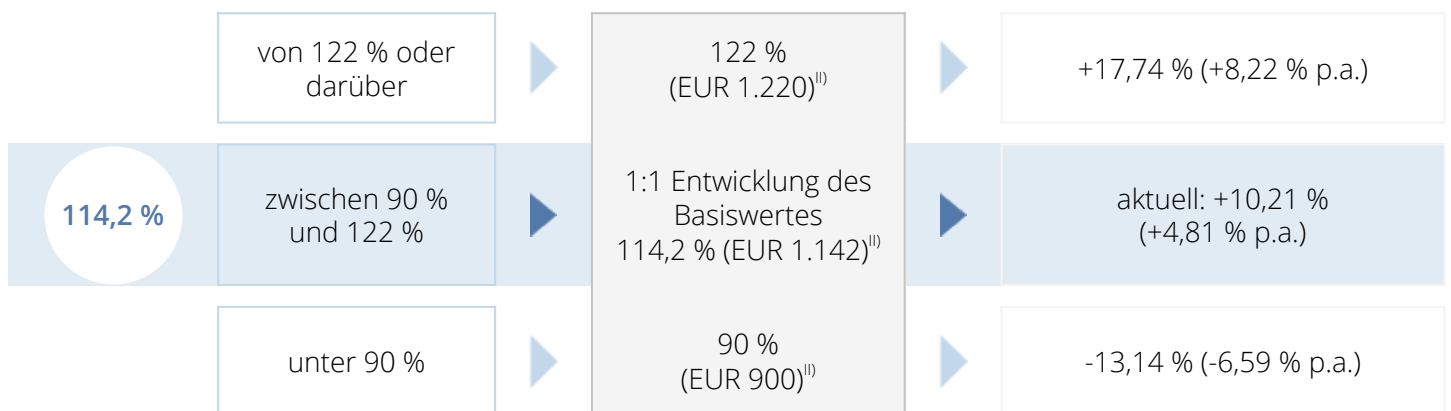 von 122 % oder
darüber
122 %
(EUR 1.220)II)
+17,74 % (+8,22 % p.a.)
114,2 %
zwischen 90 %
und 122 %
1:1 Entwicklung des
Basiswertes
114,2 % (EUR 1.142)II)
aktuell: +10,21 %
(+4,81 % p.a.)
unter 90 %
90 %
(EUR 900)II)
-13,14 % (-6,59 % p.a.)